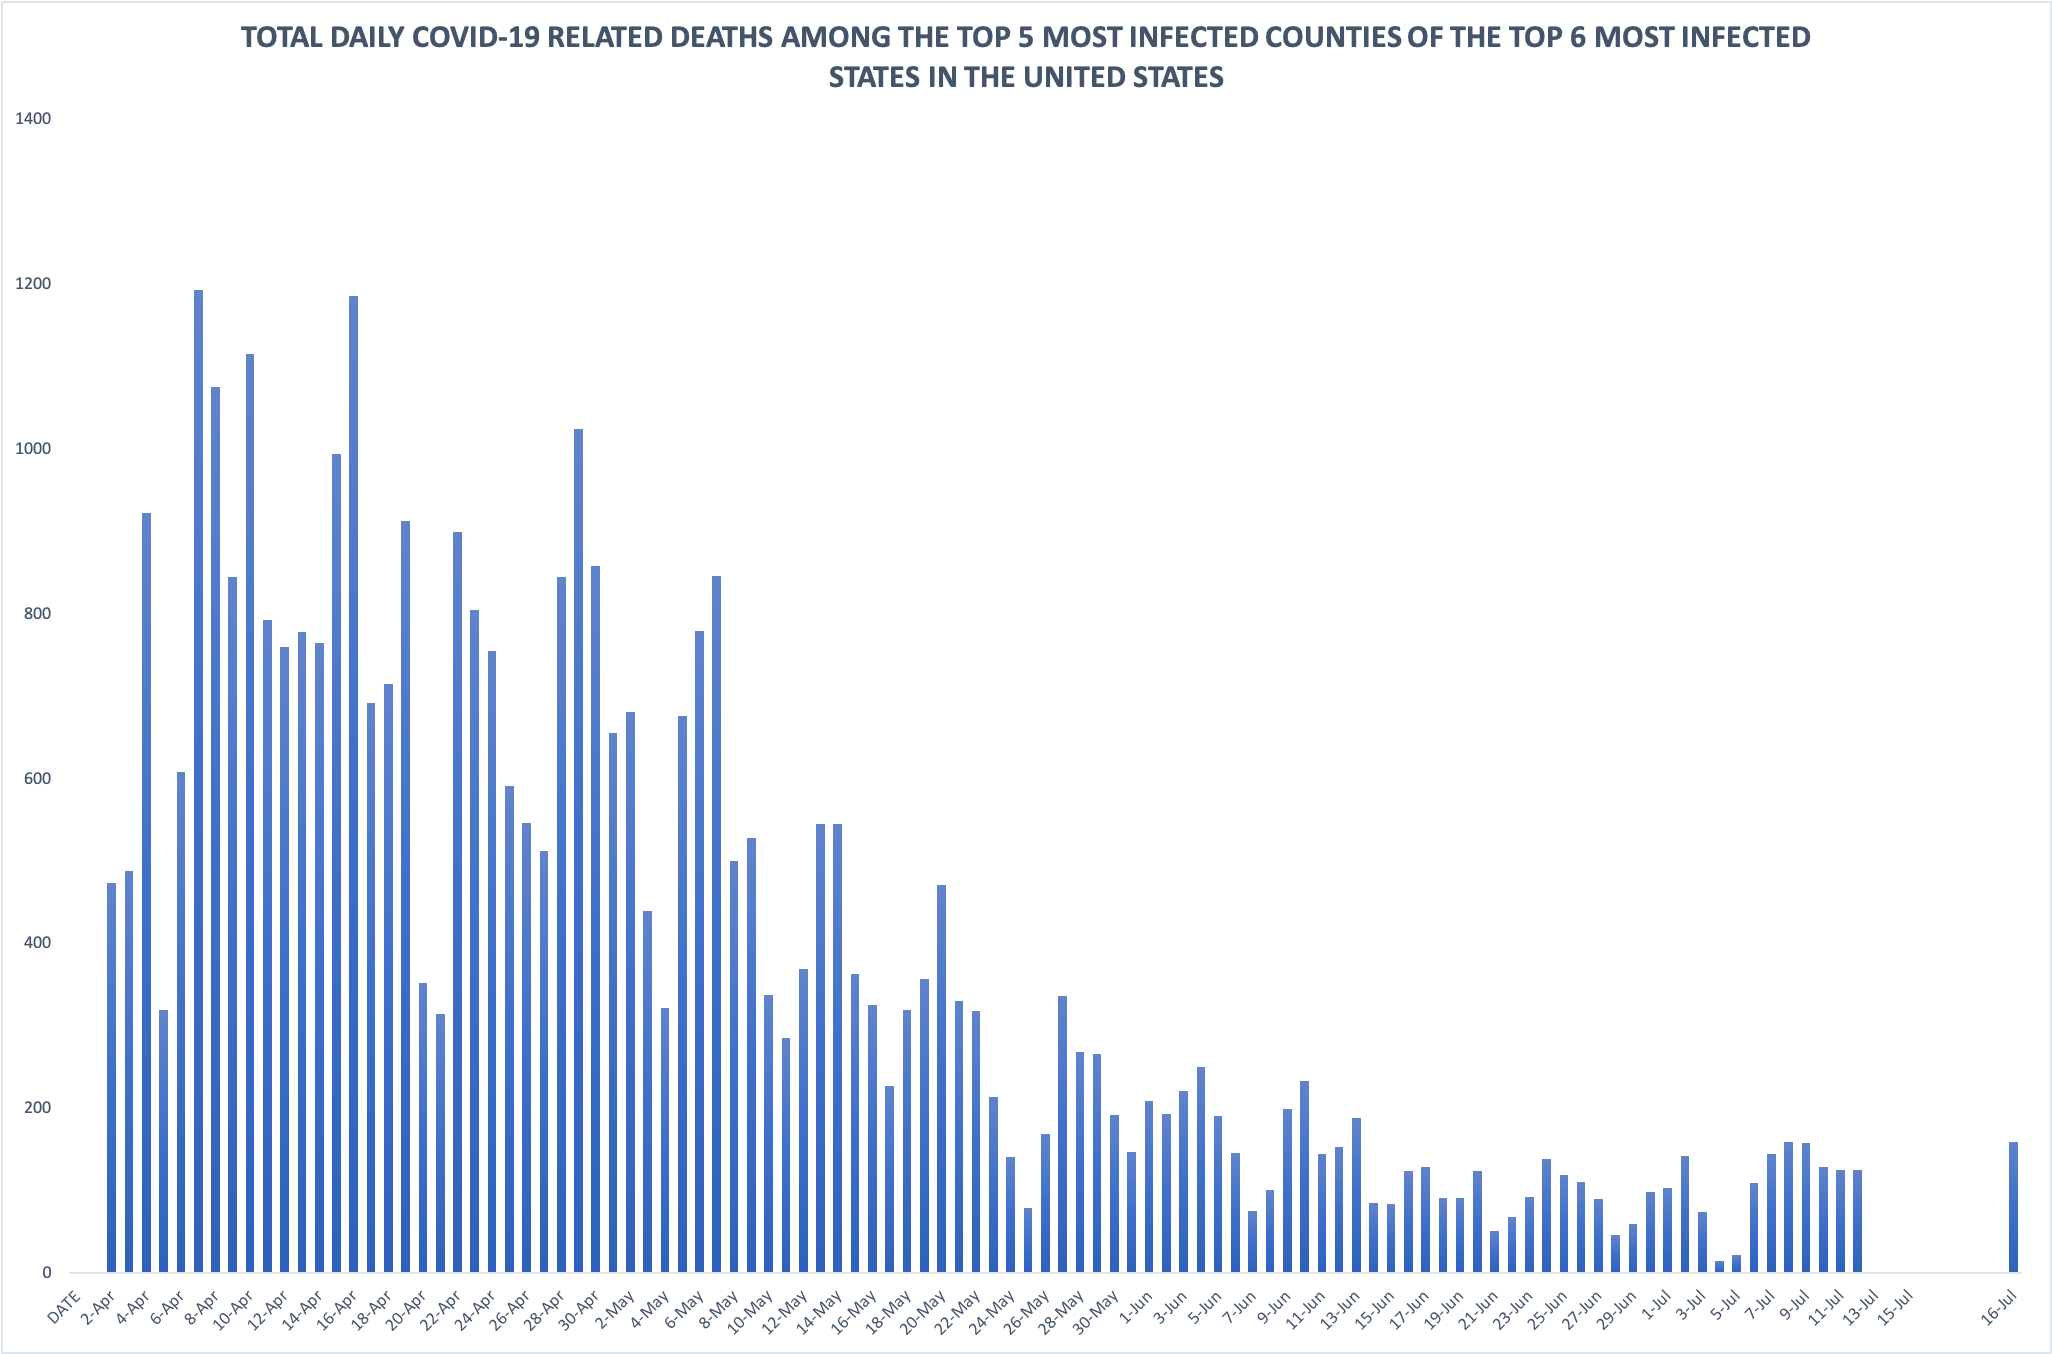 TOTAL DAILY COVID-19 RELATED DEATHS AMONG THE TOP 5 MOST INFECTED COUNTIES OF THE TOP 6 MOST INFECTED
STATES IN THE UNITED STATES
1400
1200
1000
800
600
400
200
0
DATE
2-Apr
4-Apr
6-Apr
8-Apr
10-Apr
12-Apr
14-Apr
16-Apr
18-Apr
20-Apr
22-Apr
24-Apr
26-Apr
28-Apr
30-Apr
2-May
4-May
6-May
8-May
10-May
12-May
14-May
16-May
18-May
20-May
22-May
24-May
26-May
28-May
30-May
1-Jun
3-Jun
5-Jun
7-Jun
9-Jun
11-Jun
13-Jun
15-Jun
17-Jun
19-Jun
21-Jun
23-Jun
25-Jun
27-Jun
29-Jun
1-Jul
3-Jul
5-Jul
7-Jul
9-Jul
11-Jul
13-Jul
15-Jul
16-Jul